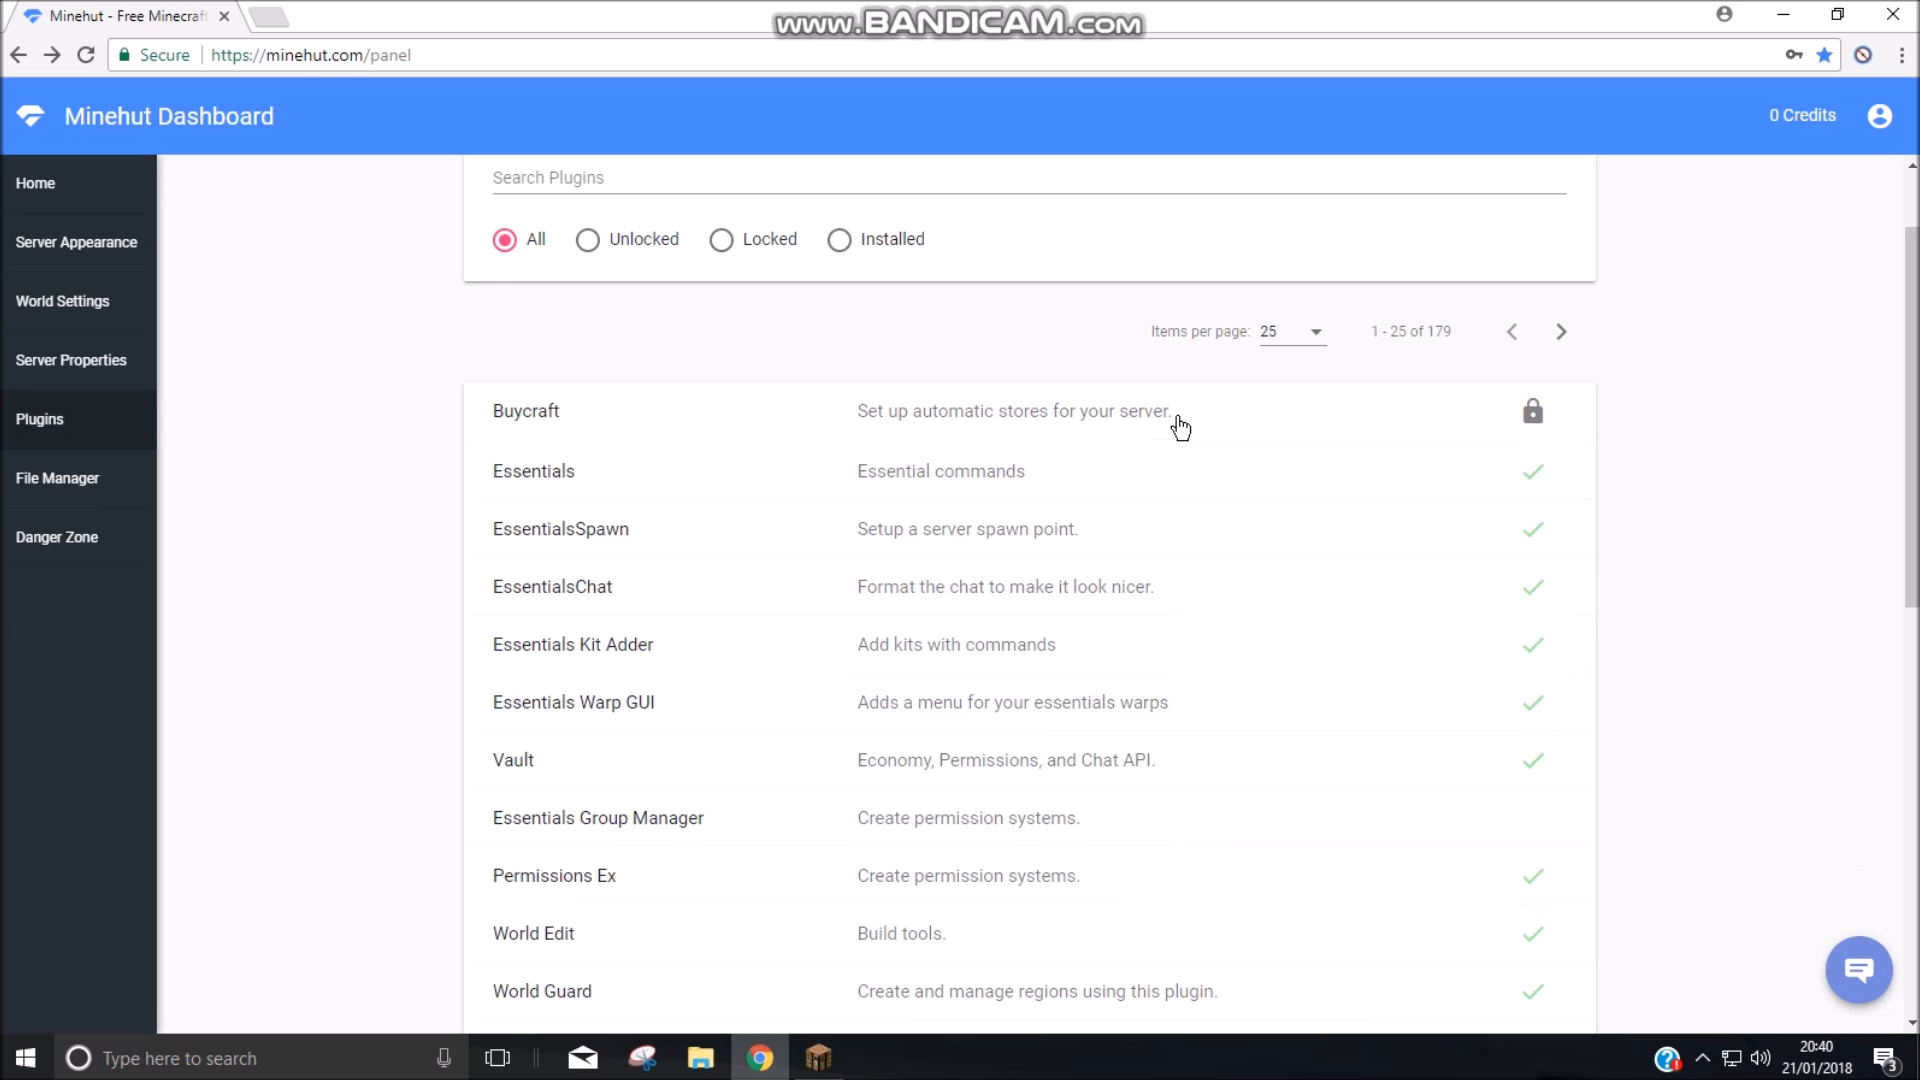 Minehut - Free Minecraft
www.BANDICAM.com
Secure
https://minehut.com/panel
Minehut Dashboard
0 Credits
Home
Server Appearance
World Settings
Server Properties
Plugins
File Manager
Danger Zone
Search Plugins
All
Unlocked
Locked
Installed
Items per page: 25
1 - 25 of 179
Buycraft Set up automatic stores for your server.
Essentials Essential commands
EssentialsSpawn Setup a server spawn point.
EssentialsChat Format the chat to make it look nicer.
Essentials Kit Adder Add kits with commands
Essentials Warp GUI Adds a menu for your essentials warps
Vault Economy, Permissions, and Chat API.
Essentials Group Manager Create permission systems.
Permissions Ex Create permission systems.
World Edit Build tools.
World Guard Create and manage regions using this plugin.
Type here to search
20:40
21/01/2018
3